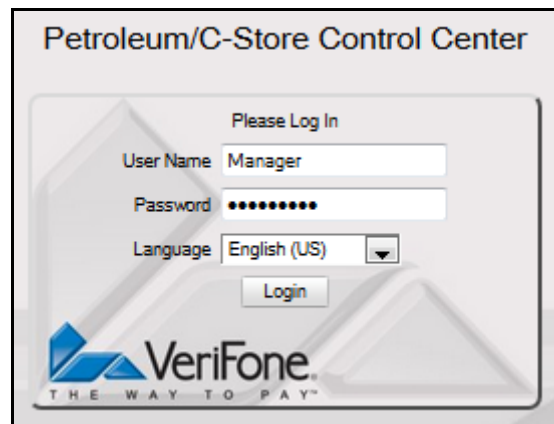 Petroleum/C-Store Control Center
Please Log In
User Name Manager
Password •••••••••
Language English (US)
Login
VeriFone.
THE WAY TO PAY™